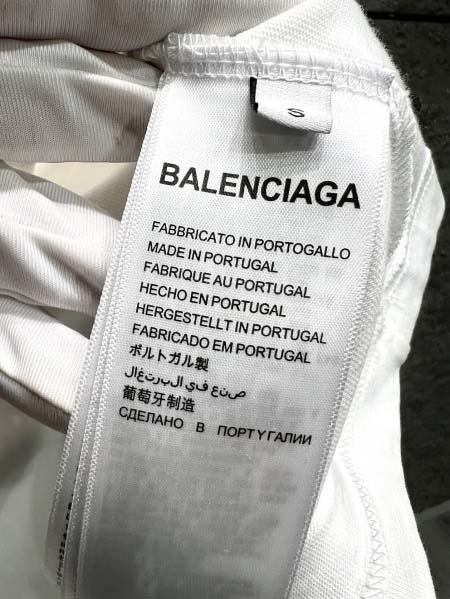 S
BALENCIAGA
FABBRICATO IN PORTOGALLO
MADE IN PORTUGAL
FABRIQUE AU PORTUGAL
HECHO EN PORTUGAL
HERGESTELLT IN PORTUGAL
FABRICADO EM PORTUGAL
ポルトガル製
صنع في البرتغال
葡萄牙制造
СДЕЛАНО В ПОРТУГАЛИИ